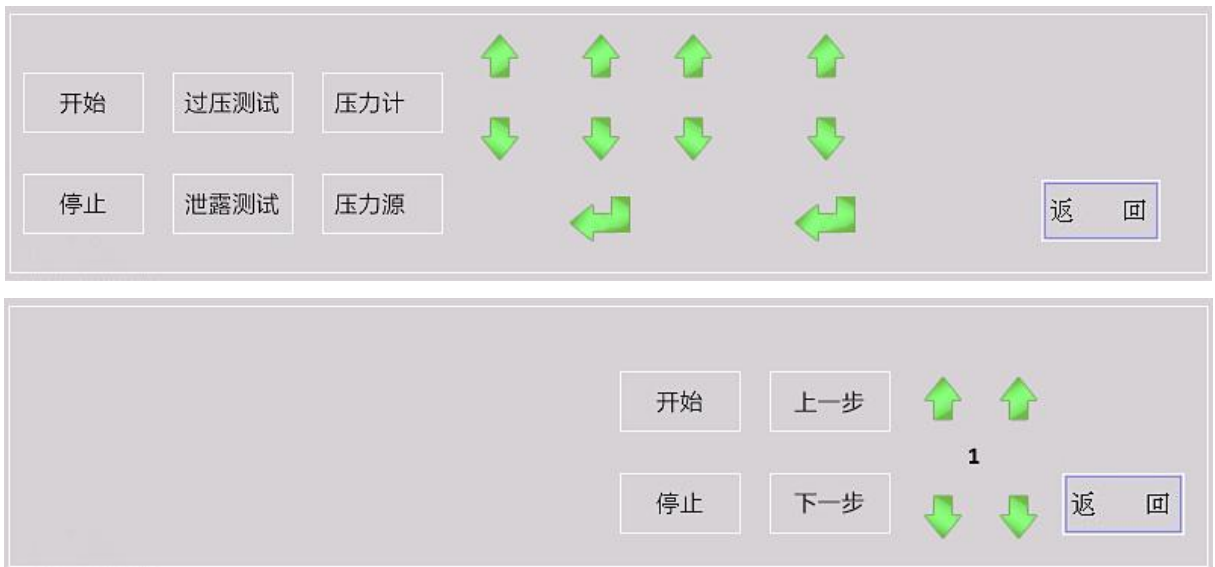 开始 过压测试 压力计
停止 泄露测试 压力源 返 回
开始 上一步
1
停止 下一步 返 回